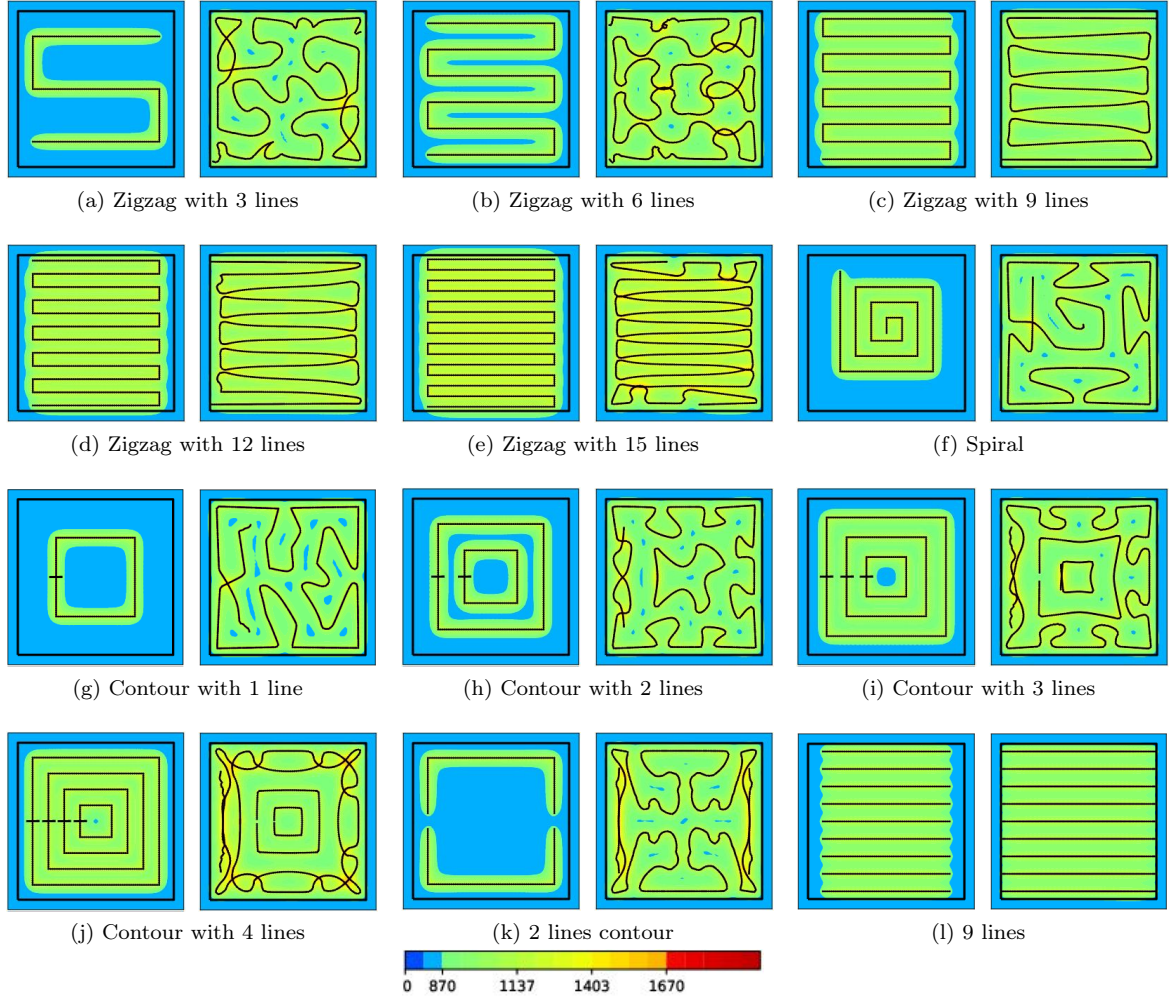 (a) Zigzag with 3 lines
(b) Zigzag with 6 lines
(c) Zigzag with 9 lines
(d) Zigzag with 12 lines
(e) Zigzag with 15 lines
(f) Spiral
(g) Contour with 1 line
(h) Contour with 2 lines
(i) Contour with 3 lines
(j) Contour with 4 lines
(k) 2 lines contour
(l) 9 lines
0 870 1137 1403 1670